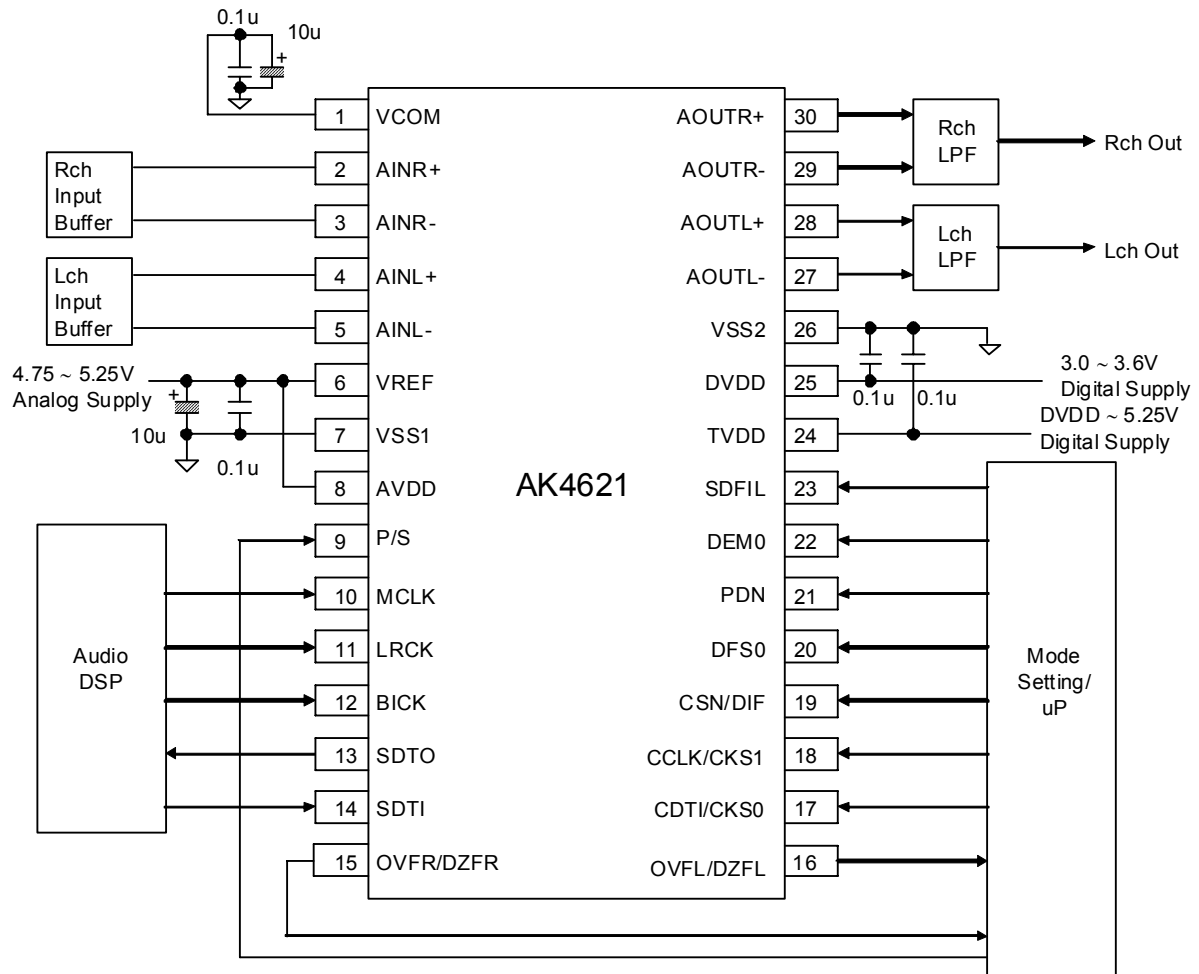 0.1u
10u
+
1 VCOM
AOUTR+ 30
Rch
LPF
Rch Out
Rch
Input
Buffer
2 AINR+
AOUTR- 29
3 AINR-
AOUTL+ 28
Lch
LPF
Lch Out
Lch
Input
Buffer
4 AINL+
AOUTL- 27
5 AINL-
VSS2 26
4.75 ~ 5.25V
Analog Supply
+
10u
0.1u
6 VREF
DVDD 25
0.1u
0.1u
3.0 ~ 3.6V
Digital Supply
7 VSS1
TVDD 24
DVDD ~ 5.25V
Digital Supply
8 AVDD
AK4621
SDFIL 23
9 P/S
DEM0 22
10 MCLK
PDN 21
Audio
DSP
11 LRCK
DFS0 20
Mode
Setting/
uP
12 BICK
CSN/DIF 19
13 SDTO
CCLK/CKS1 18
14 SDTI
CDTI/CKS0 17
15 OVFR/DZFR
OVFL/DZFL 16